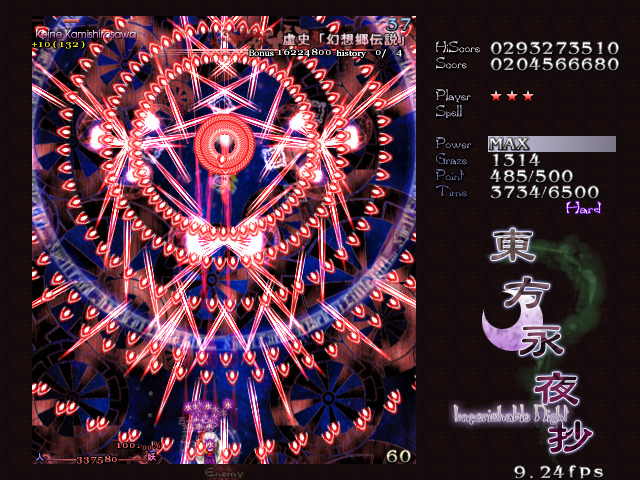 37
Keine Kamishirasawa
虚史「幻想郷伝説」
+10(132)
Bonus 16224800 history 0/ 4
HiScore 0293273510
Score 0204566680
Player ★★★
Spell
Power MAX
Graze 1314
Point 485/500
Time 3734/6500
Hard
東方永夜抄
Imperishable Night
人 337580 妖
60
Enemy
9.24fps